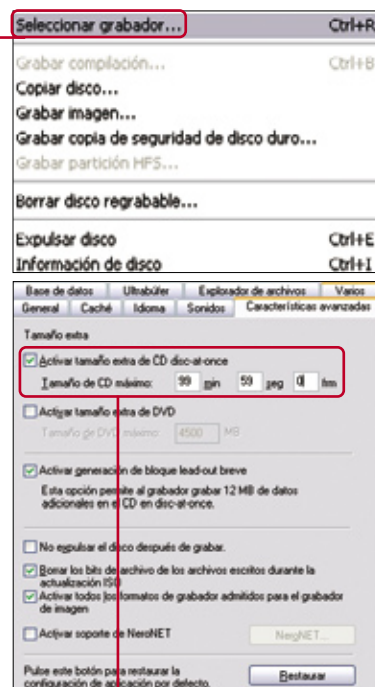 Seleccionar grabador... Ctrl+R
Grabar compilación... Ctrl+B
Copiar disco...
Grabar imagen...
Grabar copia de seguridad de disco duro...
Grabar partición HFS...
Borrar disco regrabable...
Expulsar disco Ctrl+E
Información de disco Ctrl+I
Base de datos Ultrabúfer Explorador de archivos Varios
General Caché Idioma Sonidos Características avanzadas
Tamaño extra
Activar tamaño extra de CD disc-at-once
Tamaño de CD máximo: 99 min 59 seg 0 frm
Activar tamaño extra de DVD
Tamaño de DVD máximo: 4500 MB
Activar generación de bloque lead-out breve
Esta opción permite al grabador grabar 12 MB de datos
adicionales en el CD en disc-at-once.
No expulsar el disco después de grabar.
Borrar los bits de archivo de los archivos escritos durante la
actualización ISO
Activar todos los formatos de grabador admitidos para el grabador
de imagen
Activar soporte de NeroNET NeroNET...
Pulse este botón para restaurar la
configuración de aplicación por defecto. Restaurar